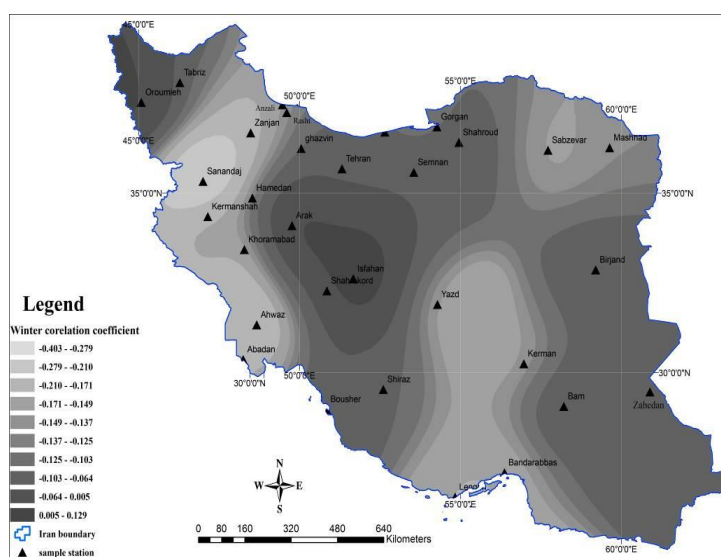 45°0'0"E
Tabriz
Oroumieh
50°0'0"E
55°0'0"E
Anzali
Rasht
Gorgan
60°0'0"E
Zanjan
45°0'0"E
ghazvin
Shahroud
Sabzevar
Mashhad
Tehran
Semnan
Sanandaj
35°0'0"N
35°0'0"N
Hamedan
Kermanshah
Arak
Khoramabad
Isfahan
Birjand
Shahrekord
Yazd
Ahwaz
Kerman
Abadan
30°0'0"N
50°0'0"E
30°0'0"N
Shiraz
Bousher
Bam
Zahedan
Bandarabbas
55°0'0"E
60°0'0"E
Legend
Winter corelation coefficient
-0.403 - -0.279
-0.279 - -0.210
-0.210 - -0.171
-0.171 - -0.149
-0.149 - -0.137
-0.137 - -0.125
-0.125 - -0.103
-0.103 - -0.064
-0.064 - 0.005
0.005 - 0.129
Iran boundary
sample station
N
W E
S
0 80 160 320 480 640
Kilometers